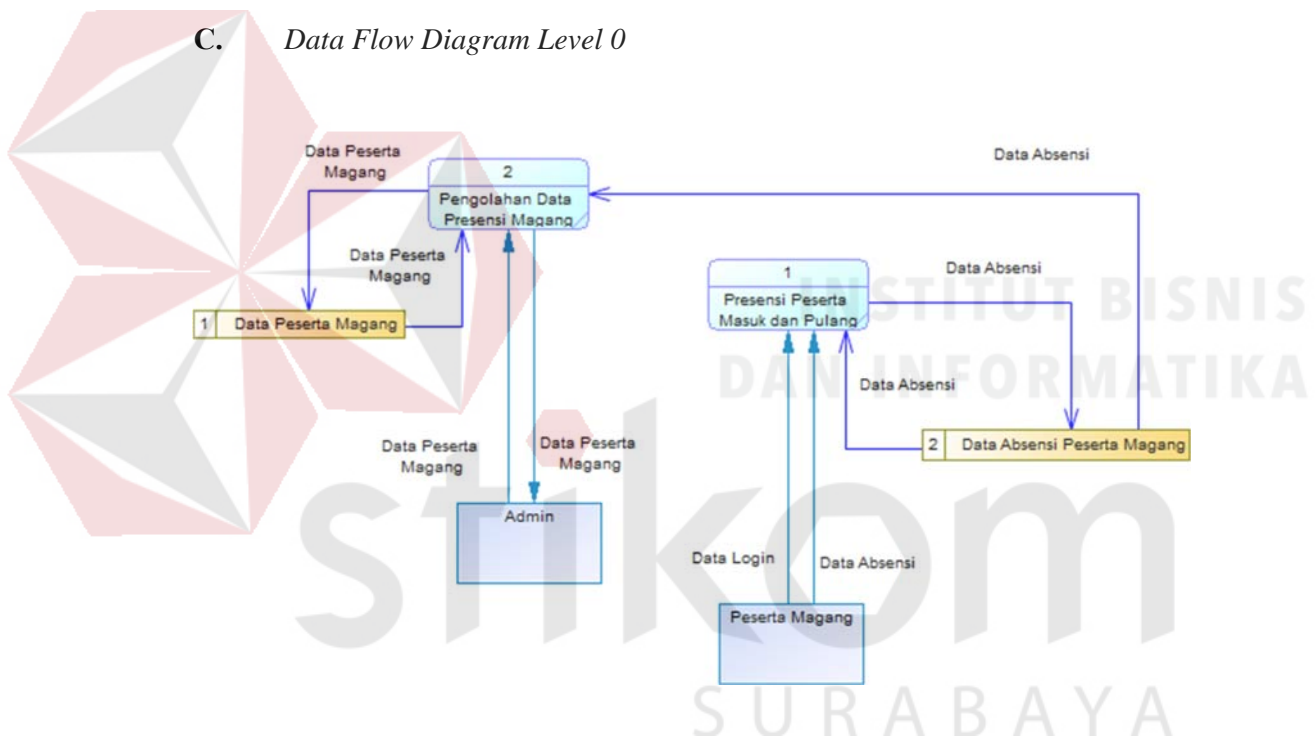 C. Data Flow Diagram Level 0
Data Peserta
Magang
2
Pengolahan Data
Presensi Magang
Data Absensi
Data Peserta
Magang
1
Presensi Peserta
Masuk dan Pulang
Data Absensi
INSTITUT BISNIS
DAN INFORMATIKA
1 Data Peserta Magang
Data Absensi
2 Data Absensi Peserta Magang
Data Peserta
Magang
Data Peserta
Magang
stikom
Admin
Data Login
Data Absensi
Peserta Magang
SURABAYA